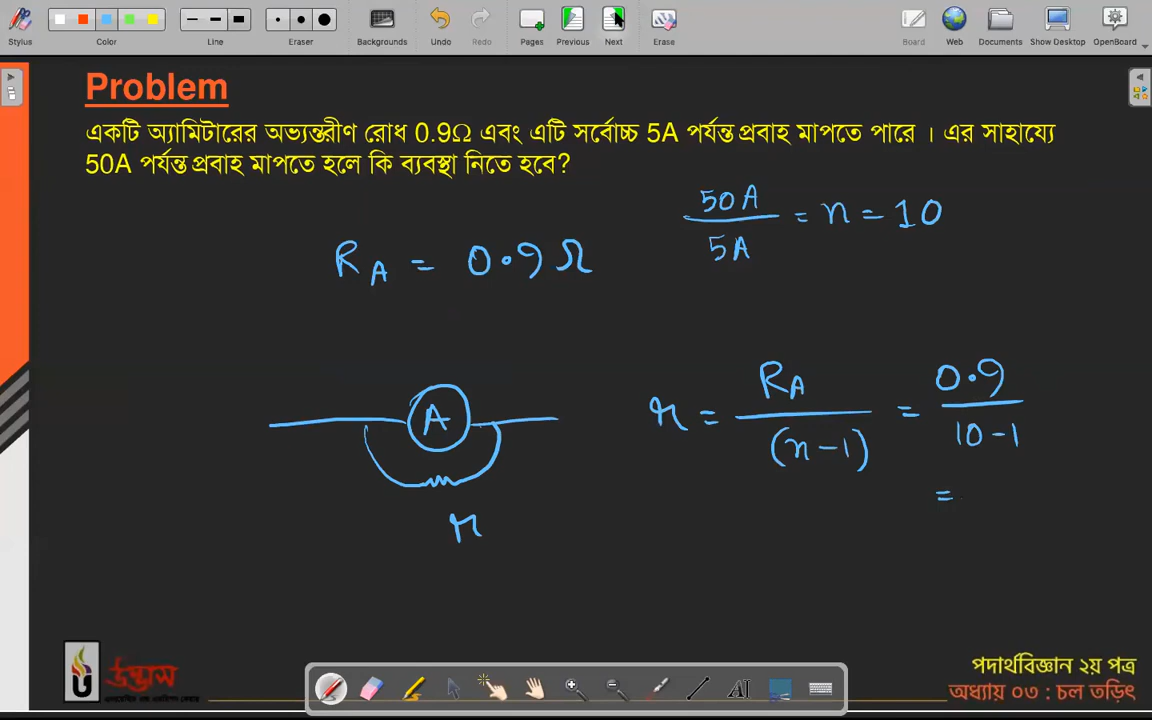 Stylus
Color
Line
Eraser
Backgrounds
Undo
Redo
Pages
Previous
Next
Erase
Board
Web
Documents
Show Desktop
OpenBoard
Problem
একটি অ্যামিটারের অভ্যন্তরীণ রোধ 0.9Ω এবং এটি সর্বোচ্চ 5A পর্যন্ত প্রবাহ মাপতে পারে । এর সাহায্যে
50A পর্যন্ত প্রবাহ মাপতে হলে কি ব্যবস্থা নিতে হবে?
50A / 5A = n = 10
R_A = 0.9 Ω
A
r
r = R_A / (n-1) = 0.9 / 10-1
=
উদ্ভাস
পদার্থবিজ্ঞান ২য় পত্র
অধ্যায় ০৩ : চল তড়িৎ